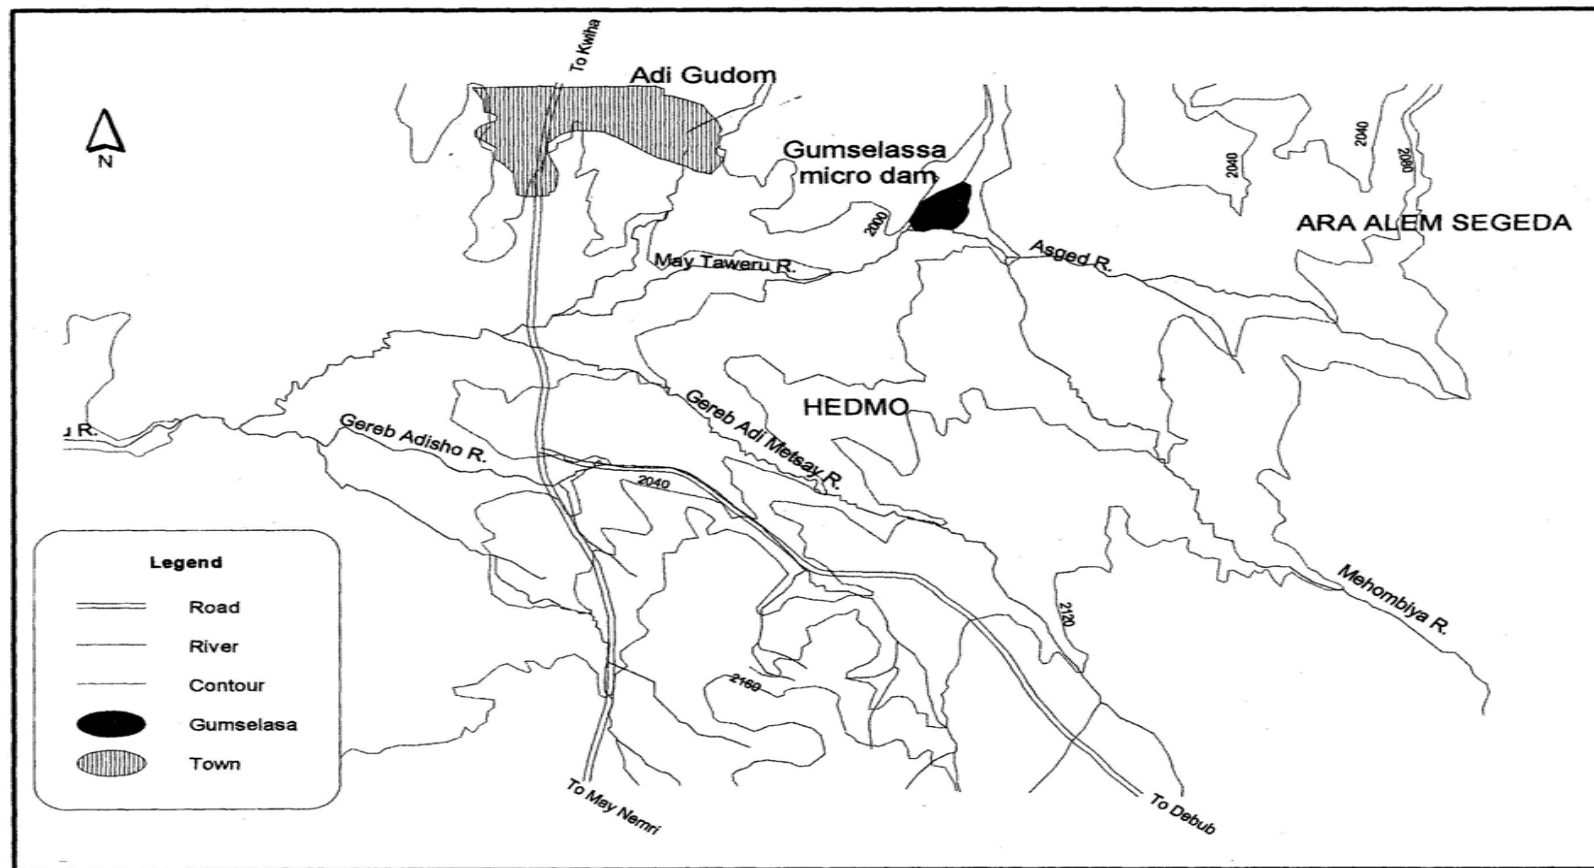 To Kwiha
Adi Gudom
N
Gumselassa
micro dam
2040
2040
2080
ARA ALEM SEGEDA
2000
May Taweru R.
Asged R.
HEDMO
Gereb Adi Metsay R.
Gereb Adisho R.
R.
2040
Mehombiya R.
2120
2160
Legend
Road
River
Contour
Gumselasa
Town
To May Nemri
To Debub